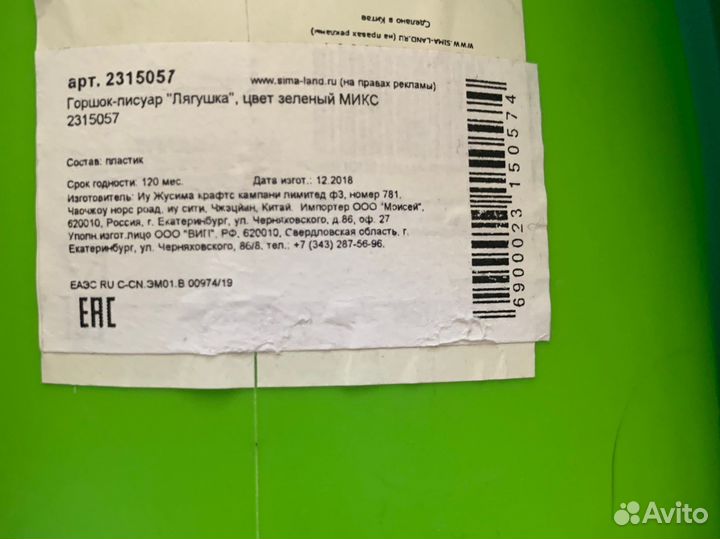 WWW.SIMA-LAND.RU (на правах рекламы)
Сделано в Китае
арт. 2315057
www.sima-land.ru (на правах рекламы)
Горшок-писуар "Лягушка", цвет зеленый МИКС
2315057
Состав: пластик
Срок годности: 120 мес. Дата изгот.: 12.2018
Изготовитель: Иу Жусима крафтс кампани лимитед ф3, номер 781,
Чаочжоу норс роад, иу сити, Чжэцзян, Китай. Импортер ООО "Моисей",
620010, Россия, г. Екатеринбург, ул. Черняховского, д.86, оф. 27
Уполн.изгот.лицо ООО "ВИП", РФ, 620010, Свердловская область, г.
Екатеринбург, ул. Черняховского, 86/8, тел.: +7 (343) 287-56-96.
ЕАЭС RU С-CN.ЭМ01.В 00974/19
EAC
6900023150574
Avito